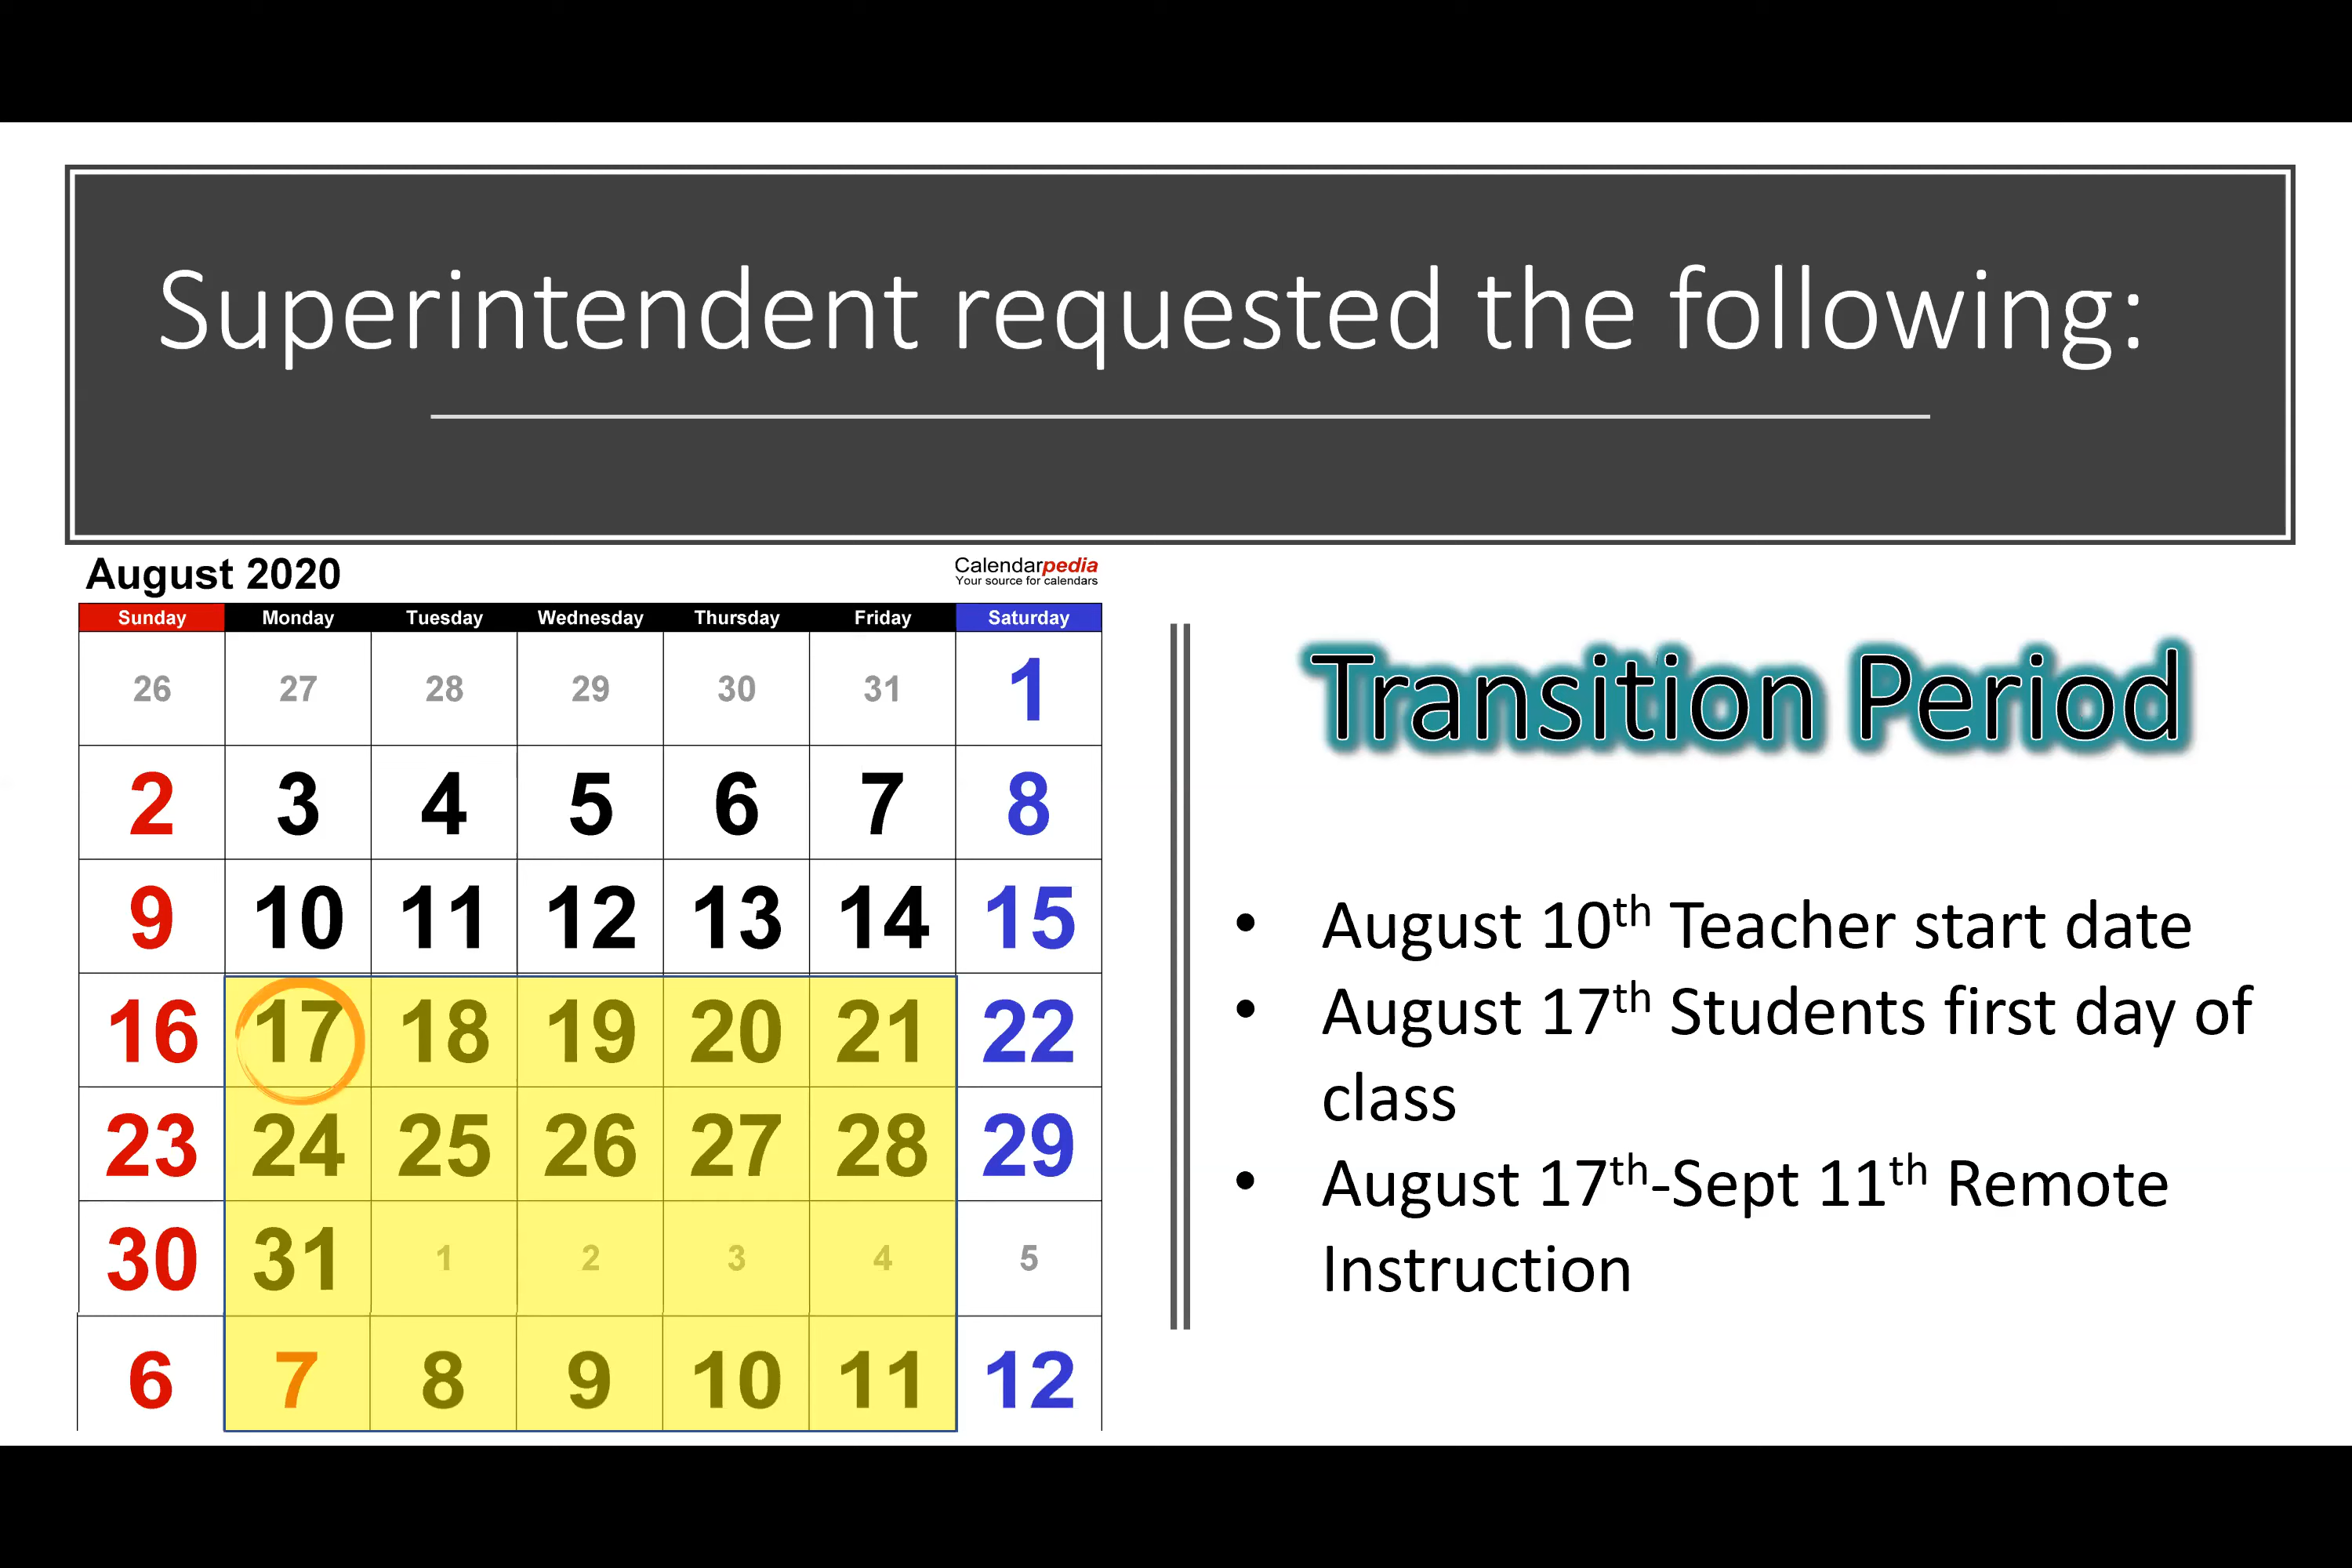 Superintendent requested the following:
August 2020
Calendarpedia
Your source for calendars
Sunday Monday Tuesday Wednesday Thursday Friday Saturday
26 27 28 29 30 31 1
2 3 4 5 6 7 8
9 10 11 12 13 14 15
16 17 18 19 20 21 22
23 24 25 26 27 28 29
30 31 1 2 3 4 5
6 7 8 9 10 11 12
Transition Period
• August 10th Teacher start date
• August 17th Students first day of
class
• August 17th-Sept 11th Remote
Instruction